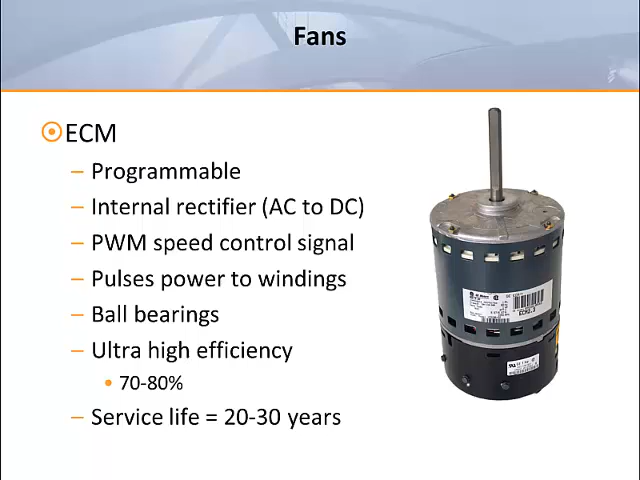 Fans
ECM
– Programmable
– Internal rectifier (AC to DC)
– PWM speed control signal
– Pulses power to windings
– Ball bearings
– Ultra high efficiency
• 70-80%
– Service life = 20-30 years